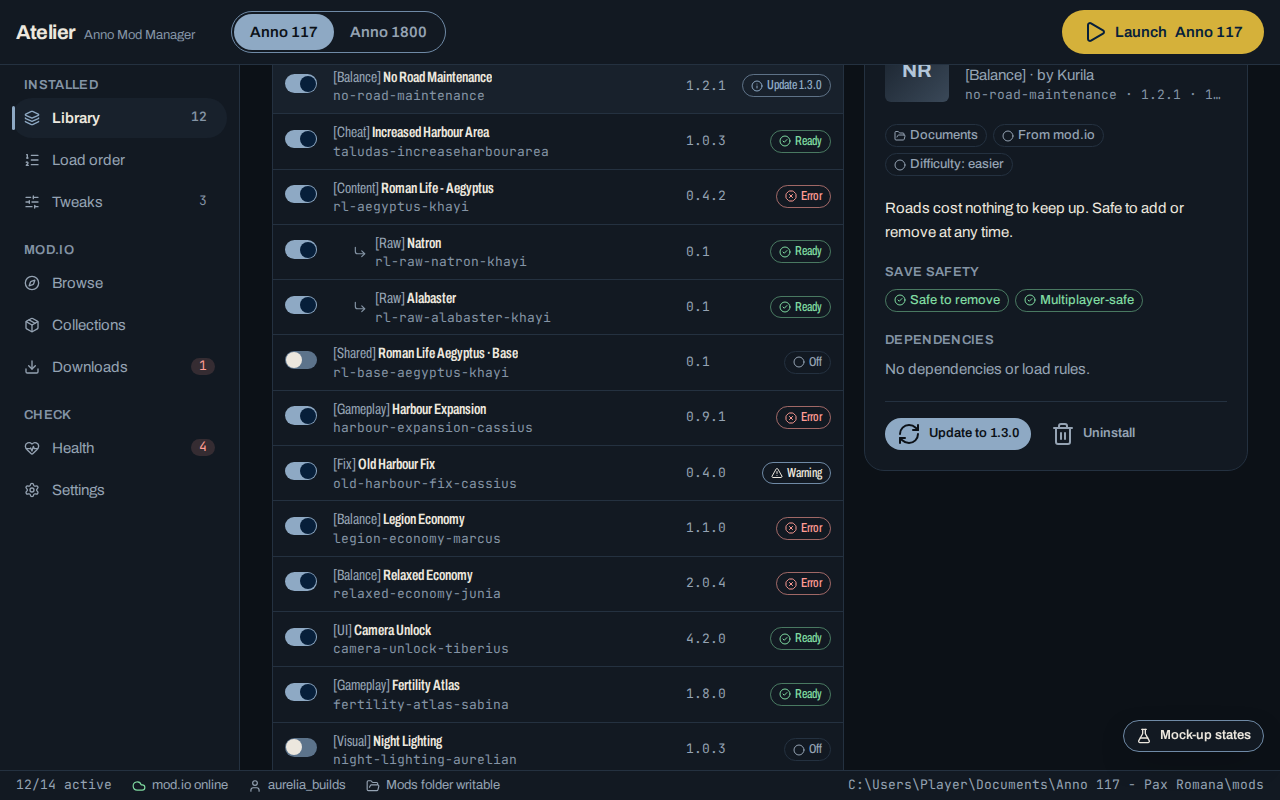 Atelier Anno Mod Manager
Anno 117
Anno 1800
Launch Anno 117
INSTALLED
Library 12
Load order
Tweaks 3
MOD.IO
Browse
Collections
Downloads 1
CHECK
Health 4
Settings
[Balance] No Road Maintenance
no-road-maintenance
1.2.1
Update 1.3.0
[Cheat] Increased Harbour Area
taludas-increaseharbourarea
1.0.3
Ready
[Content] Roman Life - Aegyptus
rl-aegyptus-khayi
0.4.2
Error
[Raw] Natron
rl-raw-natron-khayi
0.1
Ready
[Raw] Alabaster
rl-raw-alabaster-khayi
0.1
Ready
[Shared] Roman Life Aegyptus · Base
rl-base-aegyptus-khayi
0.1
Off
[Gameplay] Harbour Expansion
harbour-expansion-cassius
0.9.1
Error
[Fix] Old Harbour Fix
old-harbour-fix-cassius
0.4.0
Warning
[Balance] Legion Economy
legion-economy-marcus
1.1.0
Error
[Balance] Relaxed Economy
relaxed-economy-junia
2.0.4
Error
[UI] Camera Unlock
camera-unlock-tiberius
4.2.0
Ready
[Gameplay] Fertility Atlas
fertility-atlas-sabina
1.8.0
Ready
[Visual] Night Lighting
night-lighting-aurelian
1.0.3
Off
NR
[Balance] · by Kurila
no-road-maintenance · 1.2.1 · 1…
Documents
From mod.io
Difficulty: easier
Roads cost nothing to keep up. Safe to add or
remove at any time.
SAVE SAFETY
Safe to remove
Multiplayer-safe
DEPENDENCIES
No dependencies or load rules.
Update to 1.3.0
Uninstall
Mock-up states
12/14 active
mod.io online
aurelia_builds
Mods folder writable
C:\Users\Player\Documents\Anno 117 - Pax Romana\mods